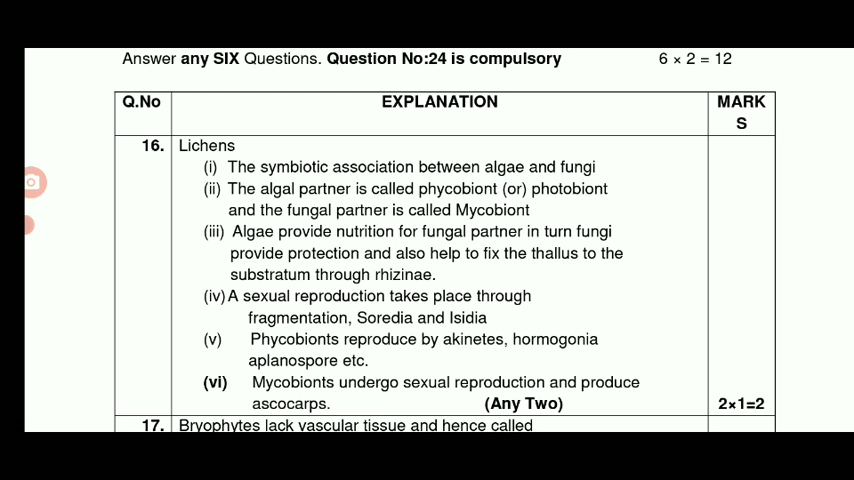 Answer any SIX Questions. Question No:24 is compulsory 6 × 2 = 12
Q.No EXPLANATION MARK
S
16. Lichens
(i) The symbiotic association between algae and fungi
(ii) The algal partner is called phycobiont (or) photobiont
and the fungal partner is called Mycobiont
(iii) Algae provide nutrition for fungal partner in turn fungi
provide protection and also help to fix the thallus to the
substratum through rhizinae.
(iv) A sexual reproduction takes place through
fragmentation, Soredia and Isidia
(v) Phycobionts reproduce by akinetes, hormogonia
aplanospore etc.
(vi) Mycobionts undergo sexual reproduction and produce
ascocarps. (Any Two) 2×1=2
17. Bryophytes lack vascular tissue and hence called